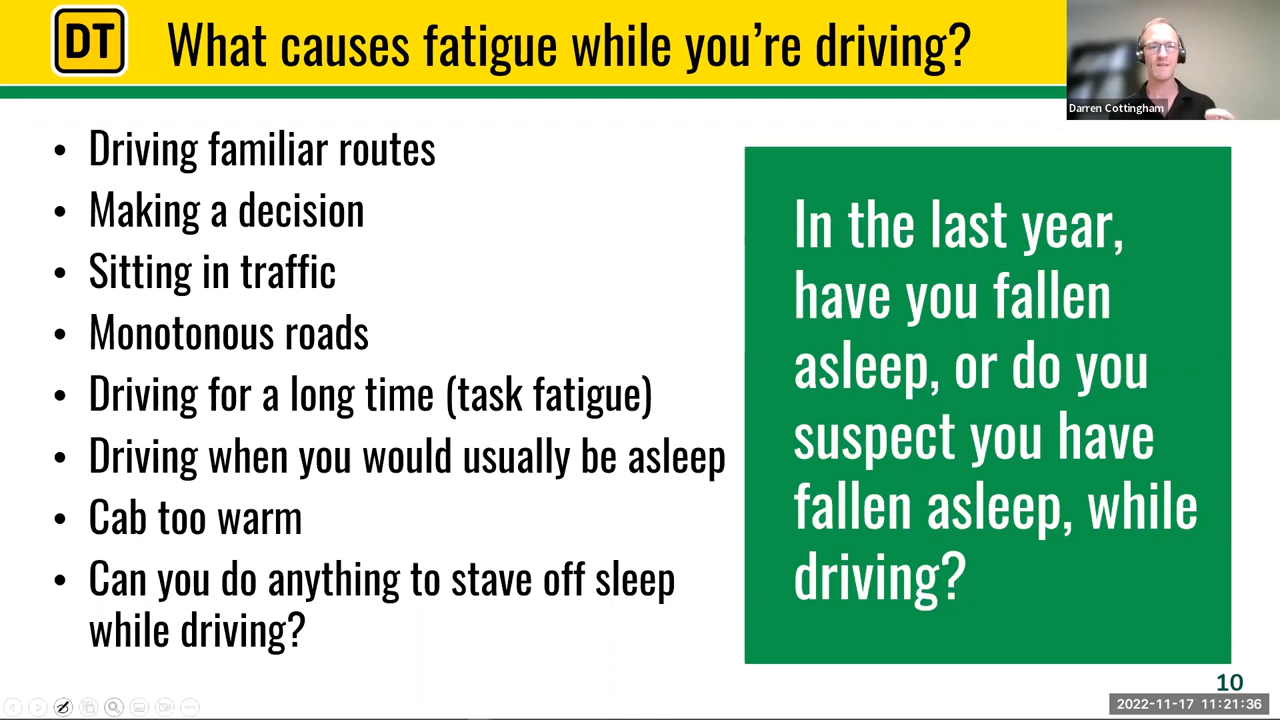 DT
What causes fatigue while you're driving?
Darren Cottingham
• Driving familiar routes
• Making a decision
• Sitting in traffic
• Monotonous roads
• Driving for a long time (task fatigue)
• Driving when you would usually be asleep
• Cab too warm
• Can you do anything to stave off sleep
while driving?
In the last year,
have you fallen
asleep, or do you
suspect you have
fallen asleep, while
driving?
10
2022-11-17 11:21:36